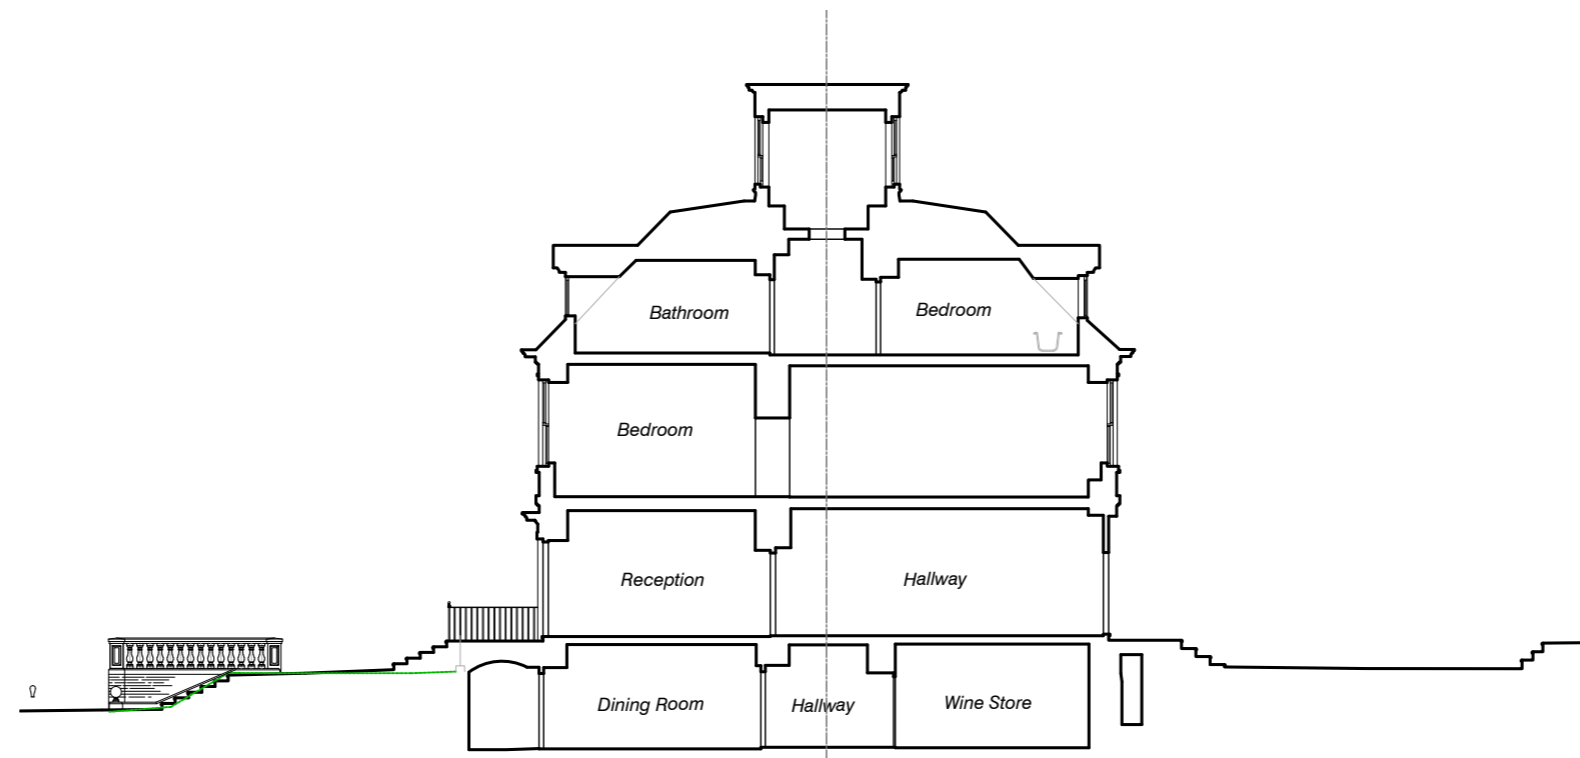 Bathroom
Bedroom
Bedroom
Reception
Hallway
Dining Room
Hallway
Wine Store